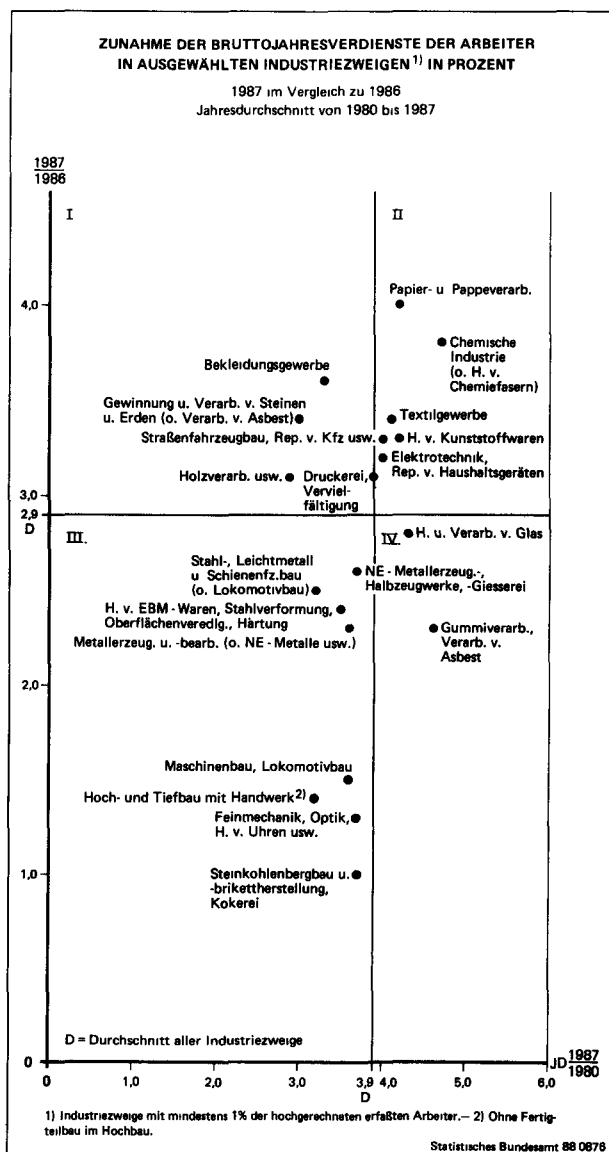 ZUNAHME DER BRUTTOJAHRESVERDIENSTE DER ARBEITER
IN AUSGEWÄHLTEN INDUSTRIEZWEIGEN 1) IN PROZENT
1987 im Vergleich zu 1986
Jahresdurchschnitt von 1980 bis 1987
1987
1986
I
II
Papier- u Pappeverarb.
4,0
Chemische
Industrie
(o. H. v.
Chemiefasern)
Bekleidungsgewerbe
Gewinnung u. Verarb. v. Steinen
u. Erden (o. Verarb. v. Asbest)
Textilgewerbe
Straßenfahrzeugbau, Rep. v. Kfz usw.
H. v. Kunststoffwaren
Elektrotechnik,
Rep. v. Haushaltsgeräten
Holzverarb. usw.
Druckerei,
Verviel-
fältigung
3,0
2,9
D
III.
IV.
H. u. Verarb. v. Glas
Stahl-, Leichtmetall
u Schienenfz.bau
(o. Lokomotivbau)
NE - Metallerzeug.-,
Halbzeugwerke, -Giesserei
H. v. EBM - Waren, Stahlverformung,
Oberflächenveredlg., Härtung
Metallerzeug. u. -bearb. (o. NE - Metalle usw.)
Gummiverarb.,
Verarb. v.
Asbest
2,0
Maschinenbau, Lokomotivbau
Hoch- und Tiefbau mit Handwerk 2)
Feinmechanik, Optik,
H. v. Uhren usw.
Steinkohlenbergbau u.
-brikettherstellung,
Kokerei
1,0
D = Durchschnitt aller Industriezweige
0
JD 1987
1980
0 1,0 2,0 3,0 3,9 4,0 5,0 6,0
D
1) Industriezweige mit mindestens 1% der hochgerechneten erfaßten Arbeiter.— 2) Ohne Fertig-
teilbau im Hochbau.
Statistisches Bundesamt 88 0876